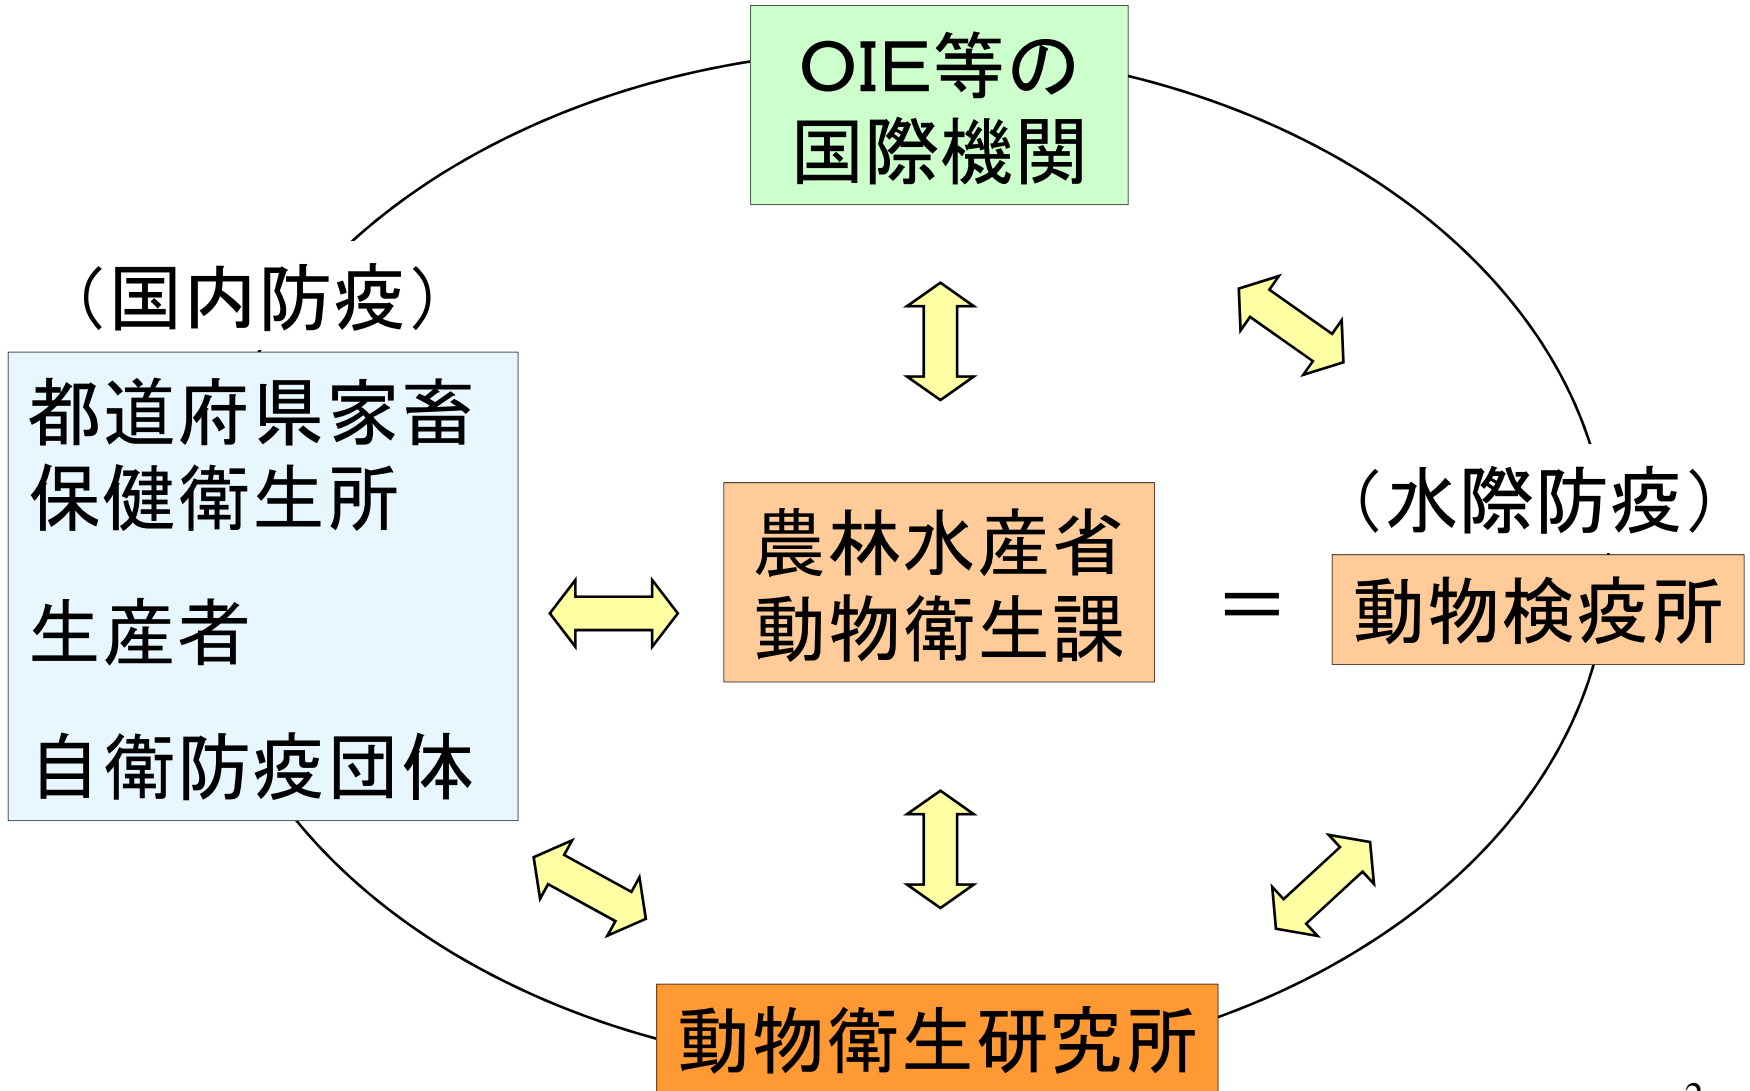 OIE等の
国際機関
（国内防疫）
都道府県家畜
保健衛生所
生産者
自衛防疫団体
農林水産省
動物衛生課
＝
（水際防疫）
動物検疫所
動物衛生研究所